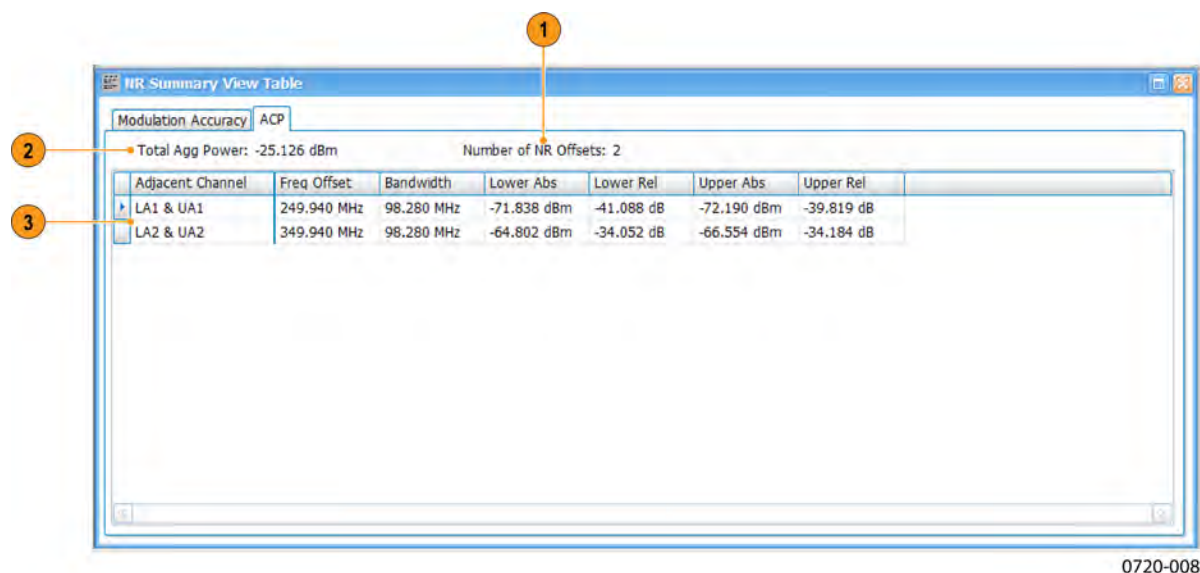 1
NR Summary View Table
Modulation Accuracy ACP
2
Total Agg Power: -25.126 dBm Number of NR Offsets: 2
Adjacent Channel Freq Offset Bandwidth Lower Abs Lower Rel Upper Abs Upper Rel
3
LA1 & UA1 249.940 MHz 98.280 MHz -71.838 dBm -41.088 dB -72.190 dBm -39.819 dB
LA2 & UA2 349.940 MHz 98.280 MHz -64.802 dBm -34.052 dB -66.554 dBm -34.184 dB
0720-008